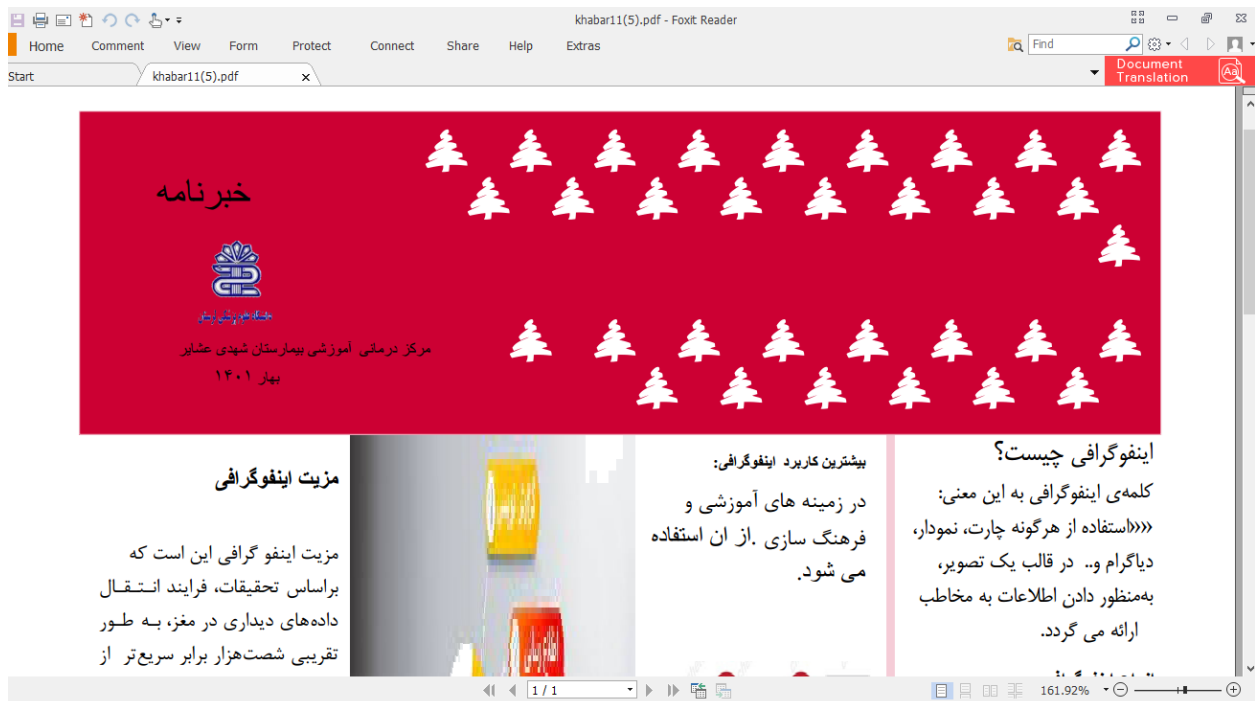 khabar11(5).pdf - Foxit Reader
Home Comment View Form Protect Connect Share Help Extras
Find
Start
khabar11(5).pdf
Document
Translation
خبرنامه
مرکز درمانی آموزشی بیمارستان شهدی عشایر
بهار ۱۴۰۱
اینفوگرافی چیست؟
کلمه‌ی اینفوگرافی به این معنی:
««استفاده از هرگونه چارت، نمودار،
دیاگرام و.. در قالب یک تصویر،
به‌منظور دادن اطلاعات به مخاطب
ارائه می گردد.
بیشترین کاربرد اینفوگرافی:
در زمینه های آموزشی و
فرهنگ سازی .از ان استفاده
می شود.
مزیت اینفوگرافی
مزیت اینفو گرافی این است که
براساس تحقیقات، فرایند انـتـقـال
داده‌های دیداری در مغز، بـه طـور
تقریبی شصت‌هزار برابر سریع‌تر از
1 / 1
161.92%